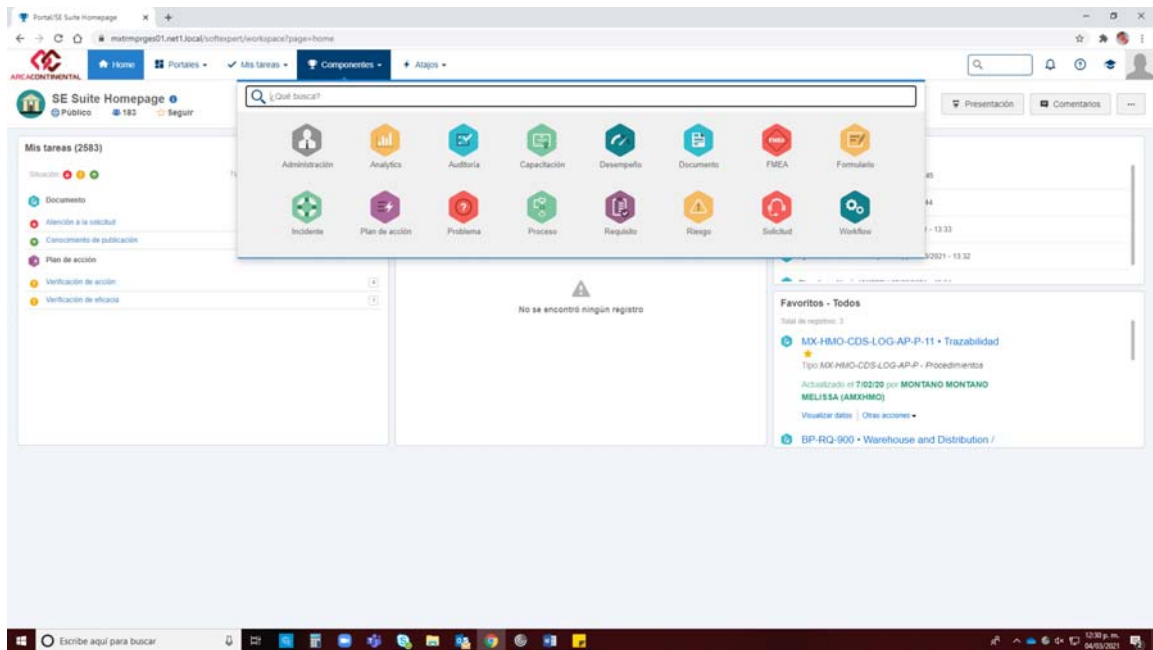 Portal/SE Suite Homepage
mxtrmprges01.net1.local/softexpert/workspace?page=home
ARCACONTINENTAL
Home
Portales
Mis tareas
Componentes
Atajos
SE Suite Homepage
Público 183 Seguir
¿Qué busca?
Presentación
Comentarios
Administración Analytics Auditoría Capacitación Desempeño Documento FMEA Formulario
Incidente Plan de acción Problema Proceso Requisito Riesgo Solicitud Workflow
Mis tareas (2583)
Situación:
Documento
Atención a la solicitud
Conocimiento de publicación
Plan de acción
Verificación de acción
Verificación de eficacia
No se encontró ningún registro
- 13:33
/2021 - 13:32
Favoritos - Todos
Total de registros: 3
MX-HMO-CDS-LOG-AP-P-11 • Trazabilidad
Tipo:MX-HMO-CDS-LOG-AP-P - Procedimientos
Actualizado el 7/02/20 por MONTANO MONTANO
MELISSA (AMXHMO)
Visualizar datos Otras acciones
BP-RQ-900 • Warehouse and Distribution /
Escribe aquí para buscar
12:30 p. m.
04/03/2021